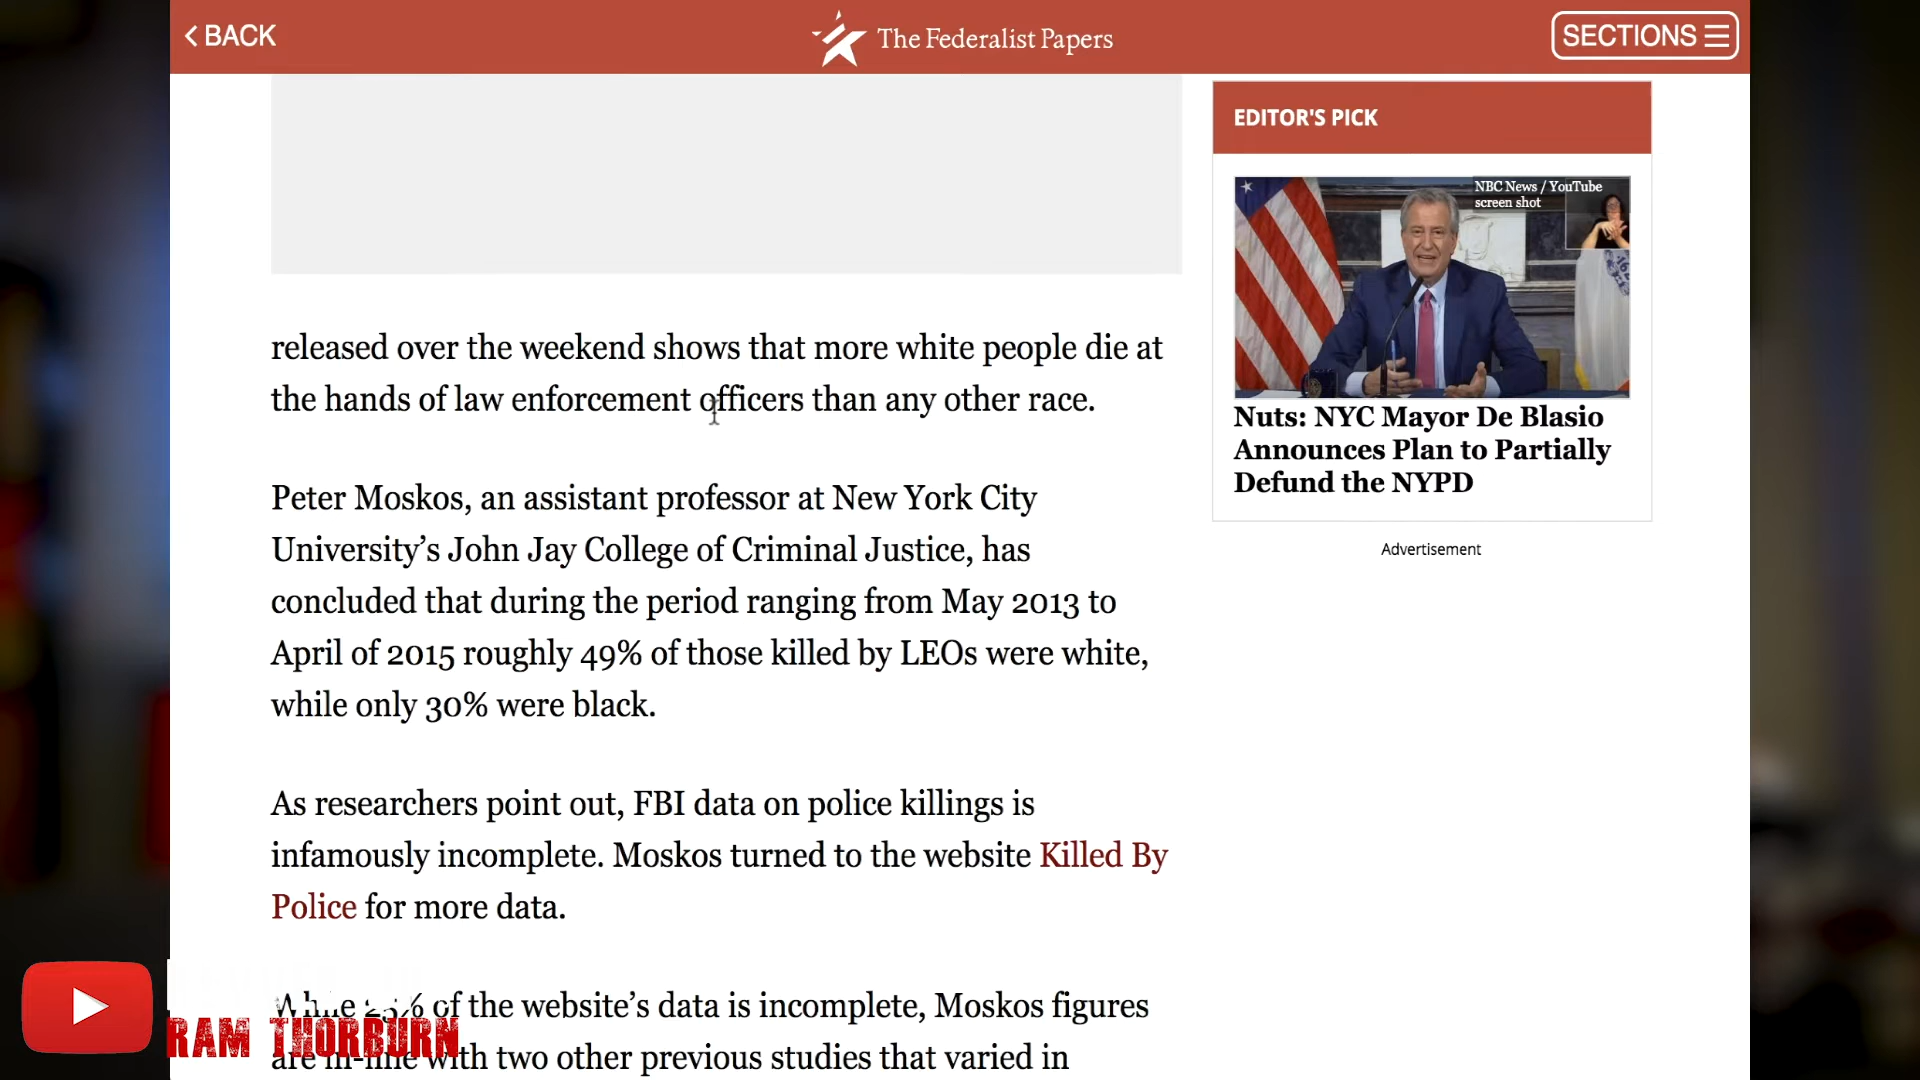 BACK
The Federalist Papers
SECTIONS
released over the weekend shows that more white people die at
the hands of law enforcement officers than any other race.
Peter Moskos, an assistant professor at New York City
University's John Jay College of Criminal Justice, has
concluded that during the period ranging from May 2013 to
April of 2015 roughly 49% of those killed by LEOs were white,
while only 30% were black.
As researchers point out, FBI data on police killings is
infamously incomplete. Moskos turned to the website Killed By
Police for more data.
While 25% of the website's data is incomplete, Moskos figures
are in-line with two other previous studies that varied in
EDITOR'S PICK
NBC News / YouTube
screen shot
Nuts: NYC Mayor De Blasio
Announces Plan to Partially
Defund the NYPD
Advertisement
RAM THORBURN